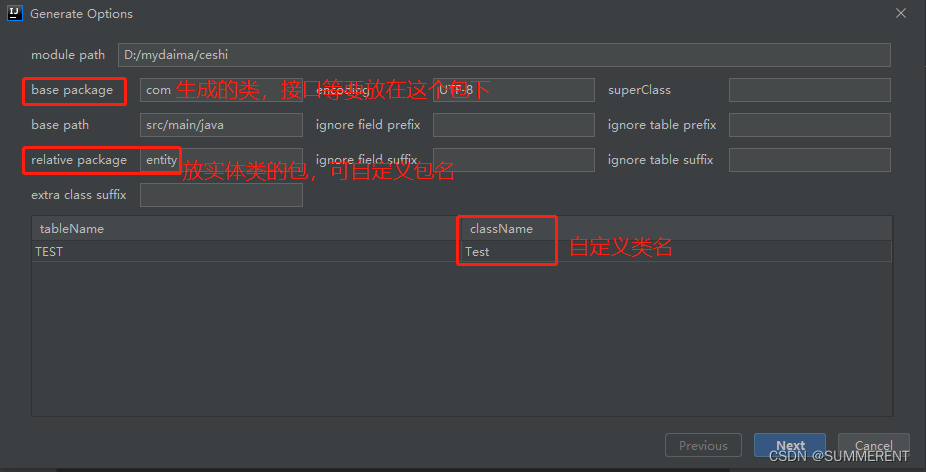 Generate Options
module path D:/mydaima/ceshi
base package com 生成的类，接口等要放在这个包下 encoding UTF-8 superClass
base path src/main/java ignore field prefix ignore table prefix
relative package entity ignore field suffix ignore table suffix
放实体类的包，可自定义包名
extra class suffix
tableName className
TEST Test 自定义类名
Previous Next Cancel
CSDN @SUMMERENT